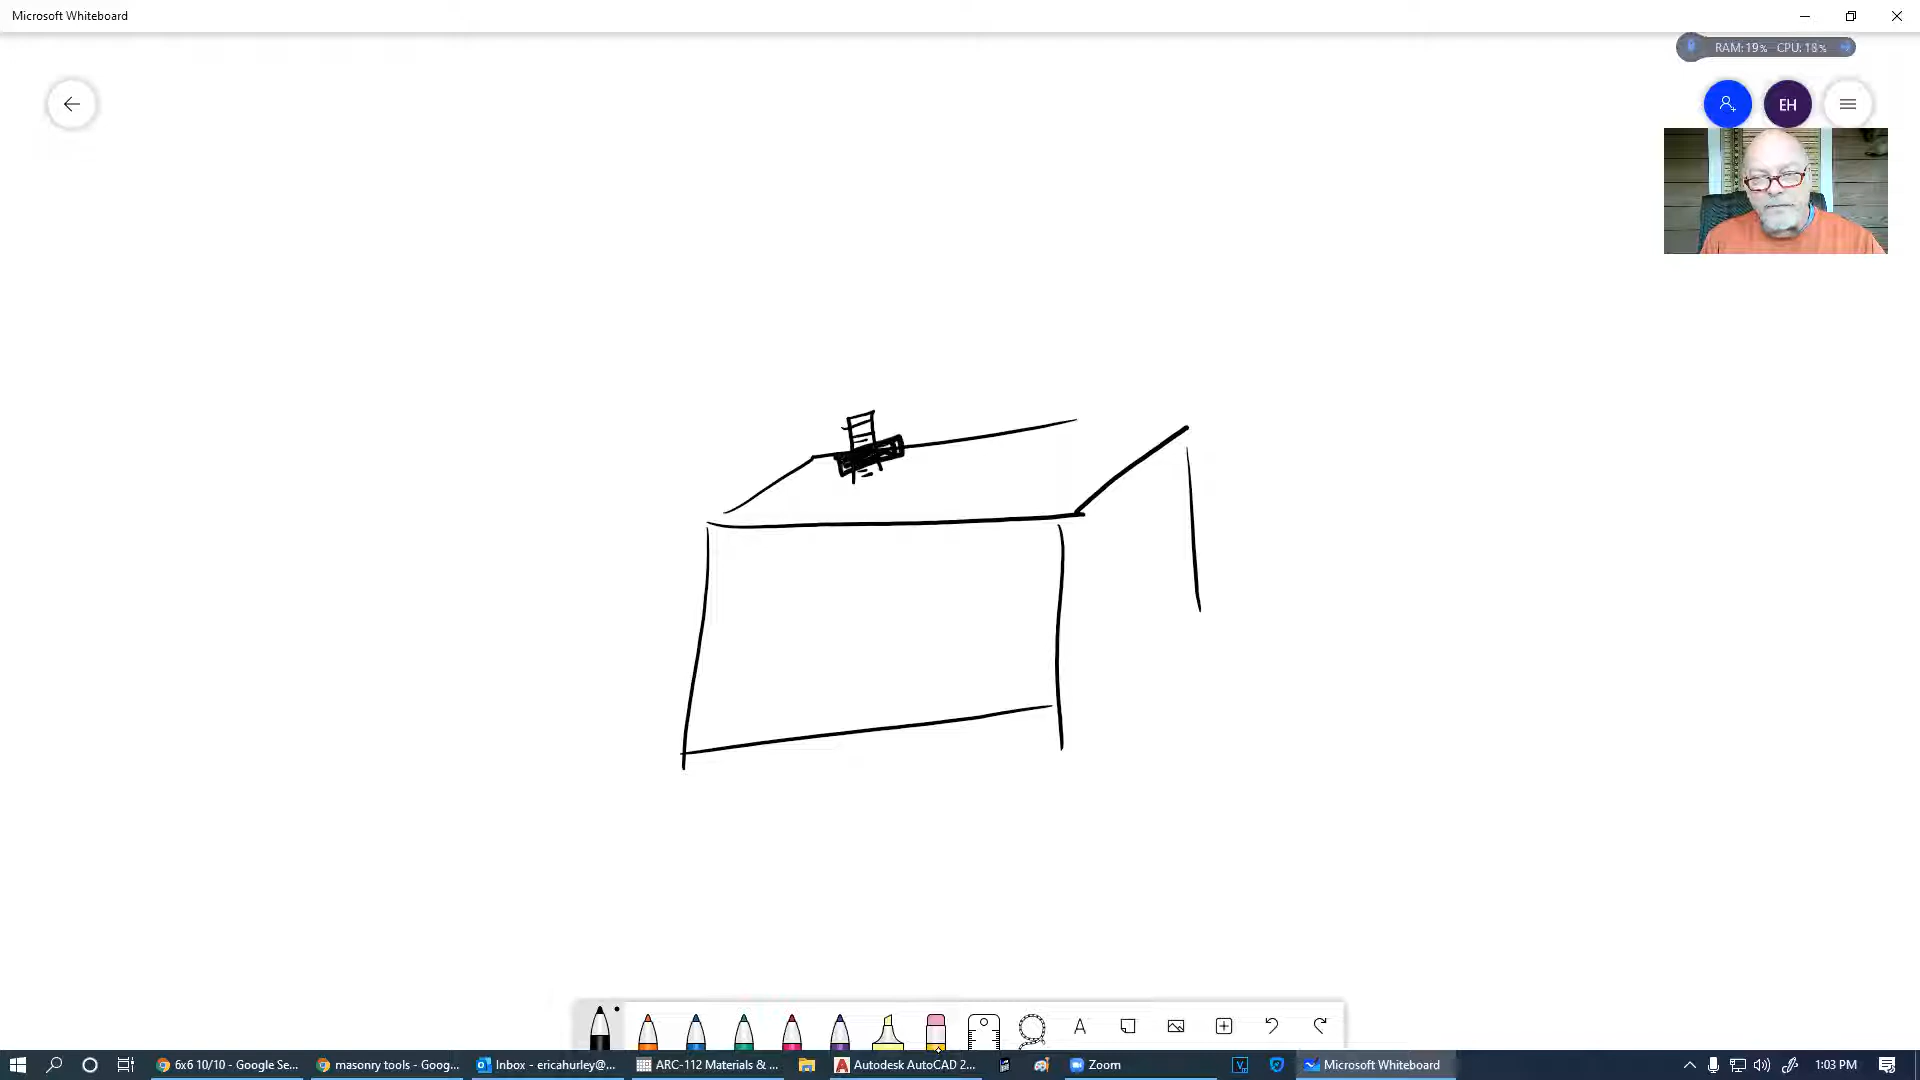 Microsoft Whiteboard
RAM: 19% CPU: 18%
EH
A
6x6 10/10 - Google Se...
masonry tools - Goog...
Inbox - ericahurley@...
ARC-112 Materials & ...
Autodesk AutoCAD 2...
Zoom
Microsoft Whiteboard
1:03 PM